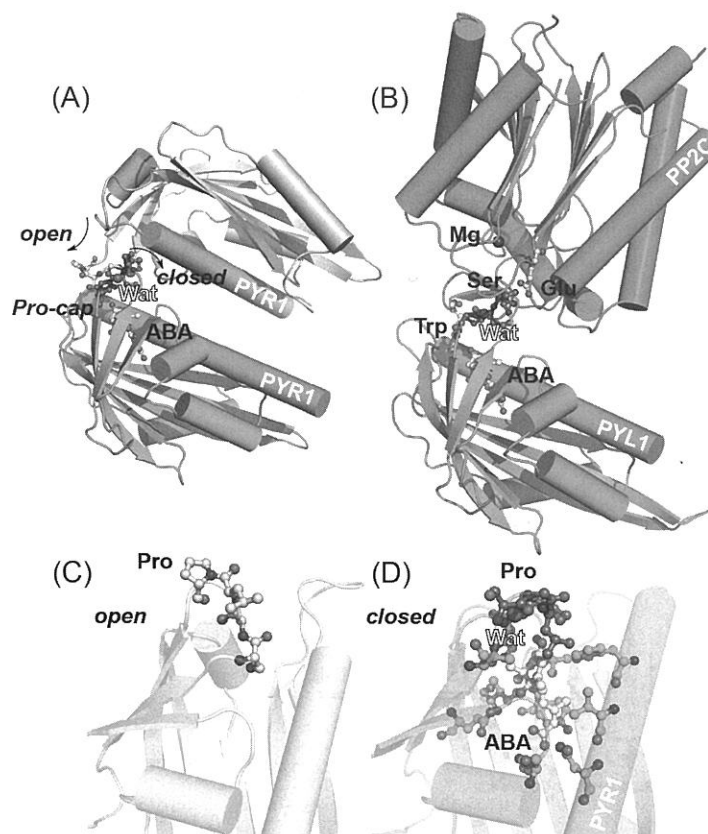 (A)
open
closed
Wat
PYR1
Pro-cap
ABA
PYR1
(B)
PP2C
Mg
Ser
Glu
Trp
Wat
ABA
PYL1
(C)
Pro
open
(D)
Pro
closed
Wat
ABA
PYR1